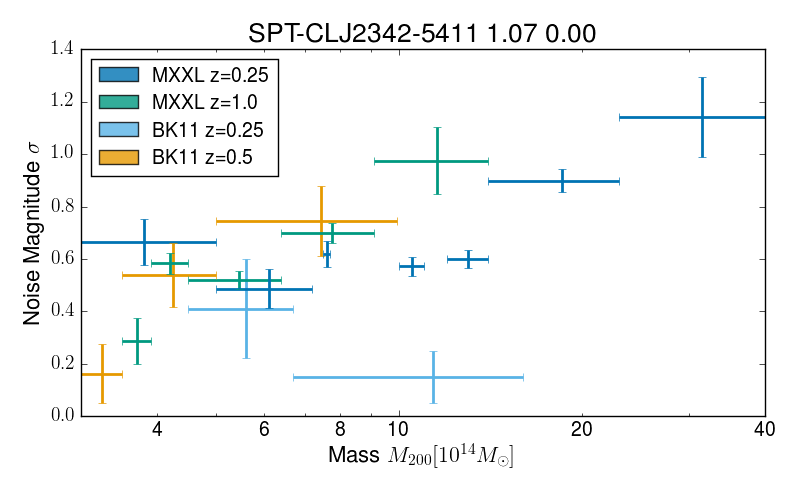 SPT-CLJ2342-5411 1.07 0.00
1.4
1.2
1.0
0.8
0.6
0.4
0.2
0.0
Noise Magnitude σ
MXXL z=0.25
MXXL z=1.0
BK11 z=0.25
BK11 z=0.5
4 6 8 10 20 40
Mass M₂₀₀[10¹⁴M☉]